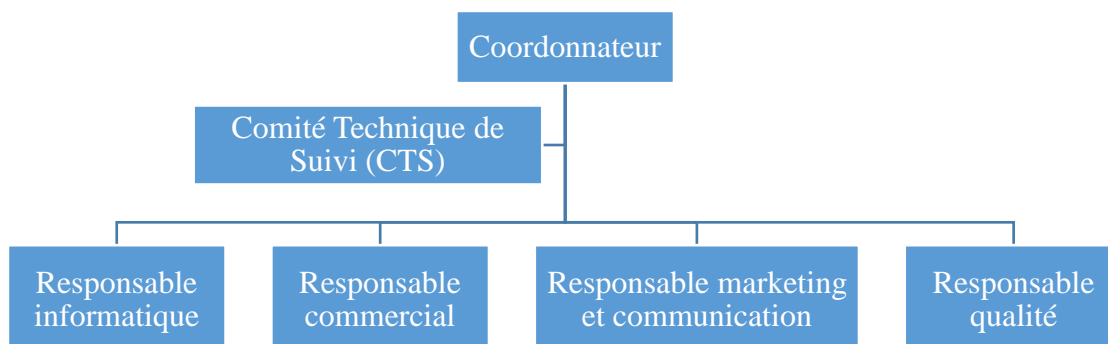 Coordonnateur
Comité Technique de
Suivi (CTS)
Responsable
informatique
Responsable
commercial
Responsable marketing
et communication
Responsable
qualité